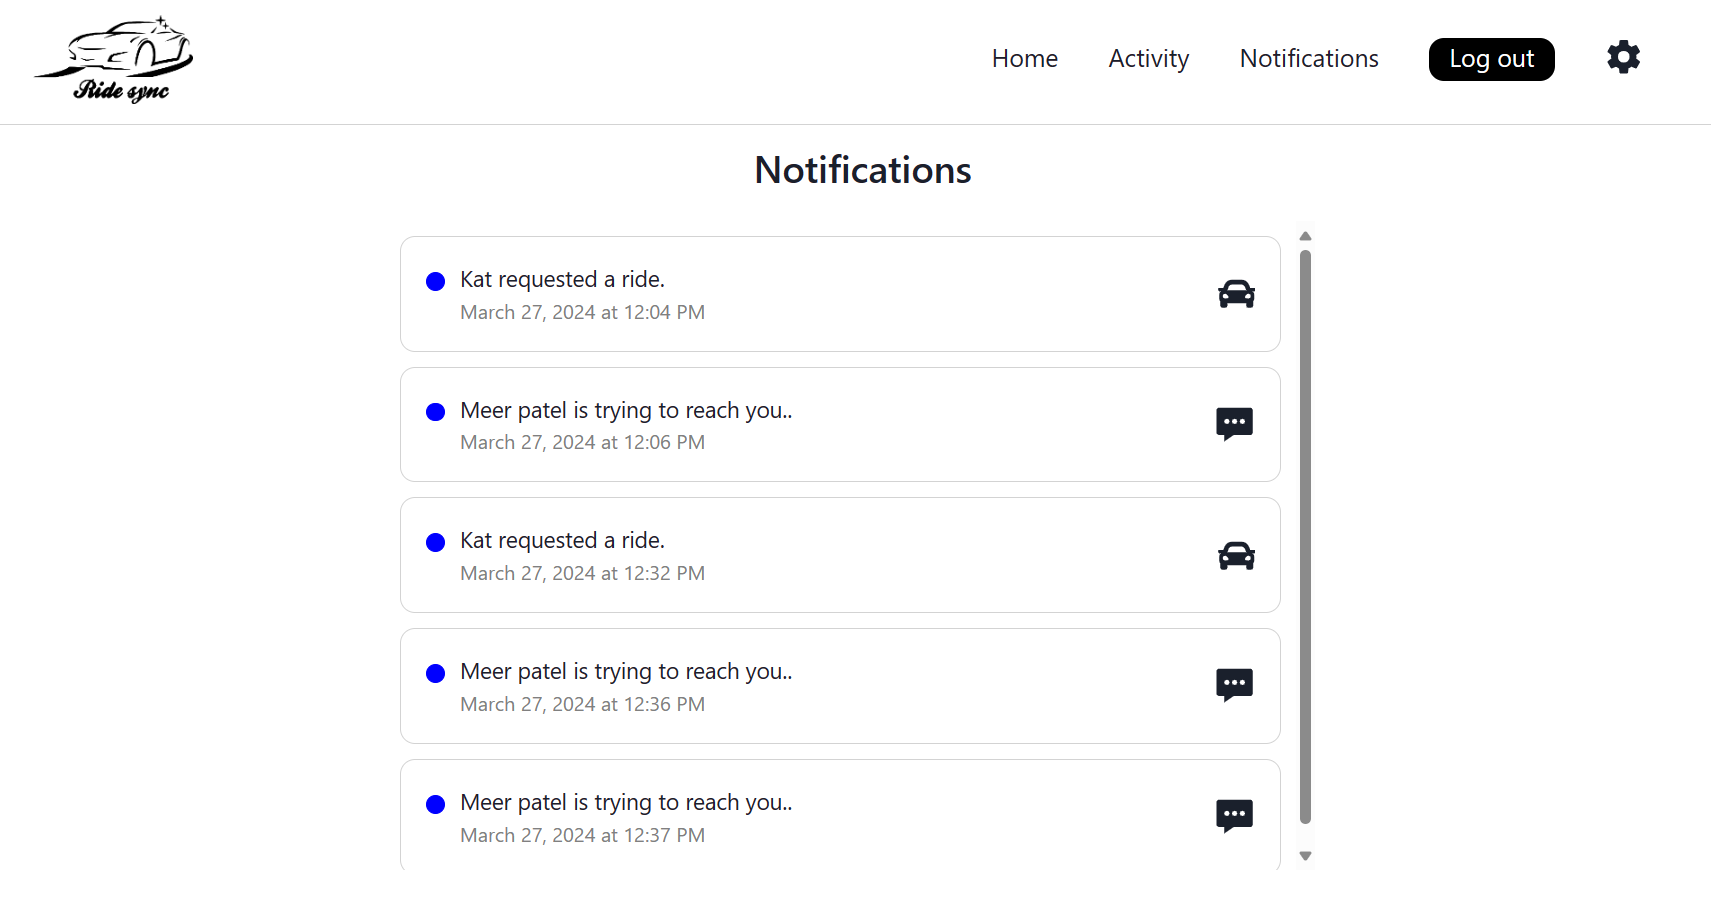 Ride sync
Home Activity Notifications Log out
Notifications
Kat requested a ride.
March 27, 2024 at 12:04 PM
Meer patel is trying to reach you..
March 27, 2024 at 12:06 PM
Kat requested a ride.
March 27, 2024 at 12:32 PM
Meer patel is trying to reach you..
March 27, 2024 at 12:36 PM
Meer patel is trying to reach you..
March 27, 2024 at 12:37 PM